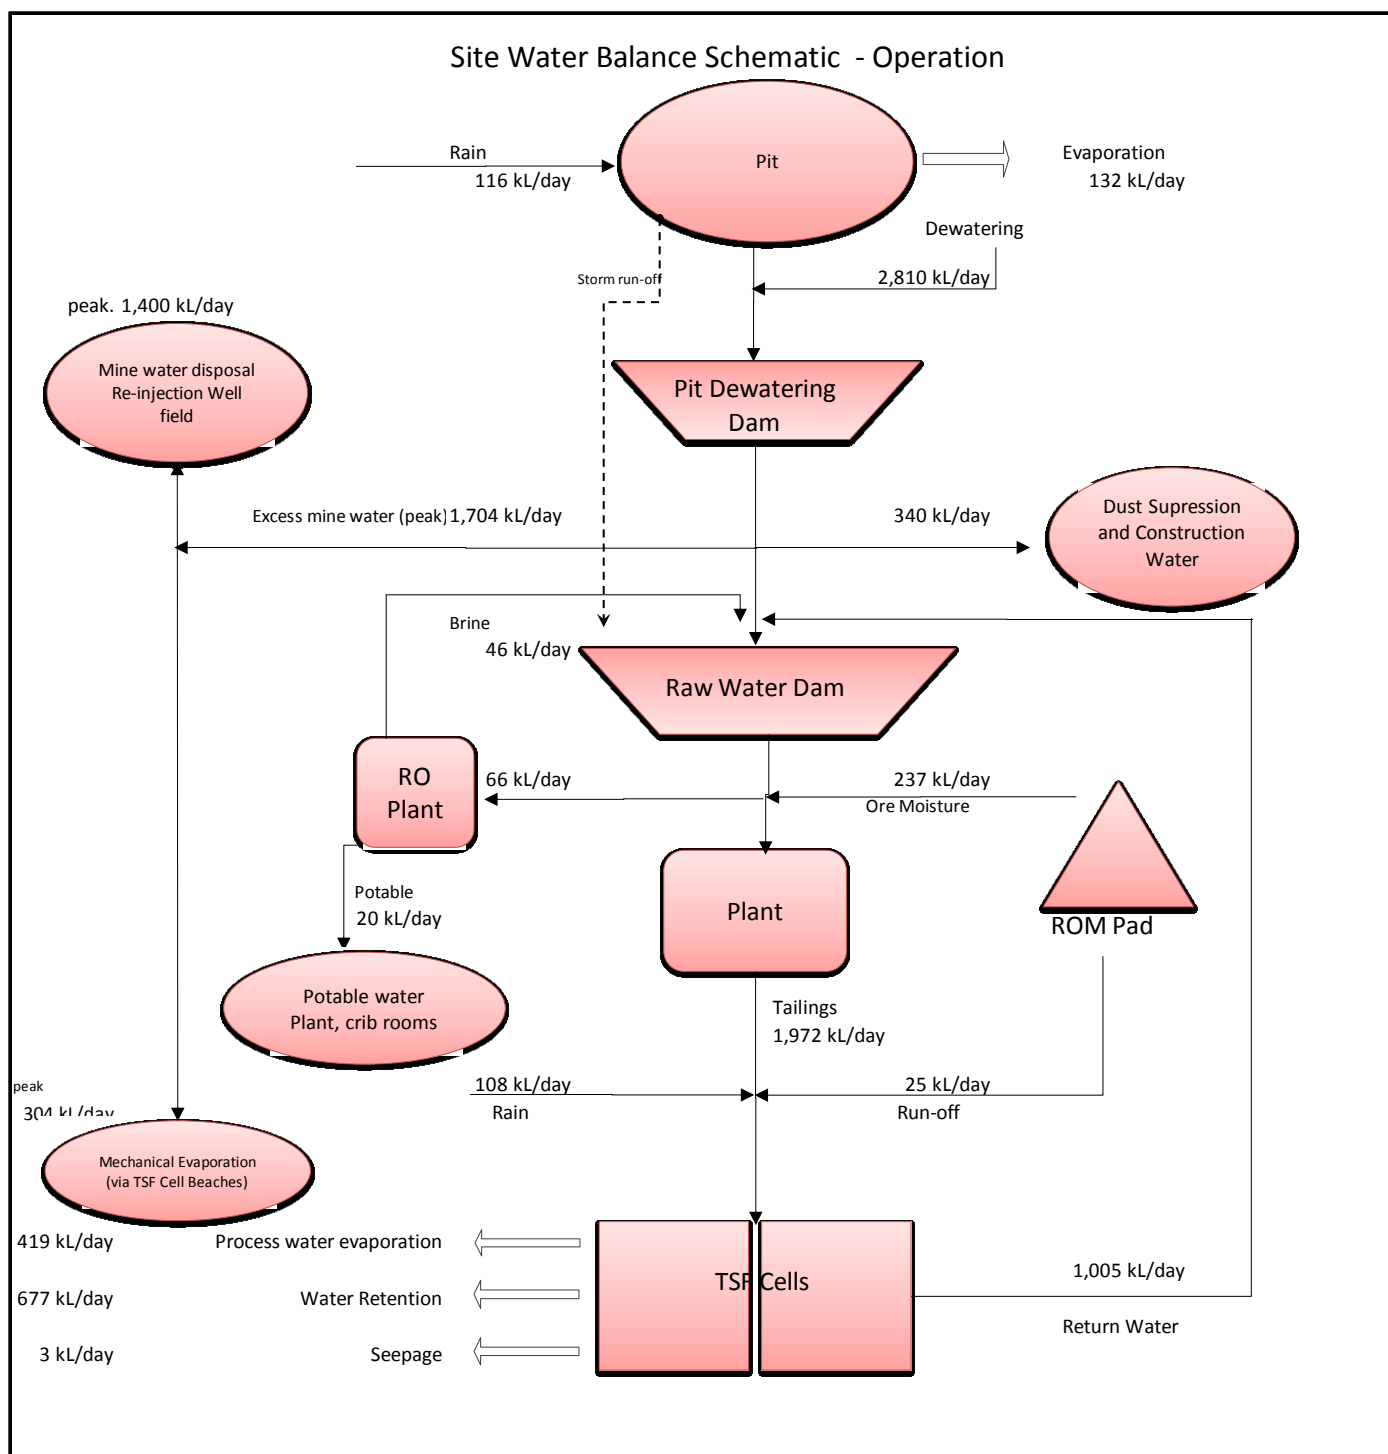 Site Water Balance Schematic - Operation
Rain
116 kL/day
Pit
Evaporation
132 kL/day
Dewatering
2,810 kL/day
Storm run-off
peak. 1,400 kL/day
Mine water disposal
Re-injection Well
field
Pit Dewatering
Dam
Excess mine water (peak) 1,704 kL/day
340 kL/day
Dust Supression
and Construction
Water
Brine
46 kL/day
Raw Water Dam
RO
Plant
66 kL/day
237 kL/day
Ore Moisture
Potable
20 kL/day
Plant
ROM Pad
Potable water
Plant, crib rooms
Tailings
1,972 kL/day
peak
304 kL/day
108 kL/day
Rain
25 kL/day
Run-off
Mechanical Evaporation
(via TSF Cell Beaches)
419 kL/day
Process water evaporation
677 kL/day
Water Retention
3 kL/day
Seepage
TSF Cells
1,005 kL/day
Return Water